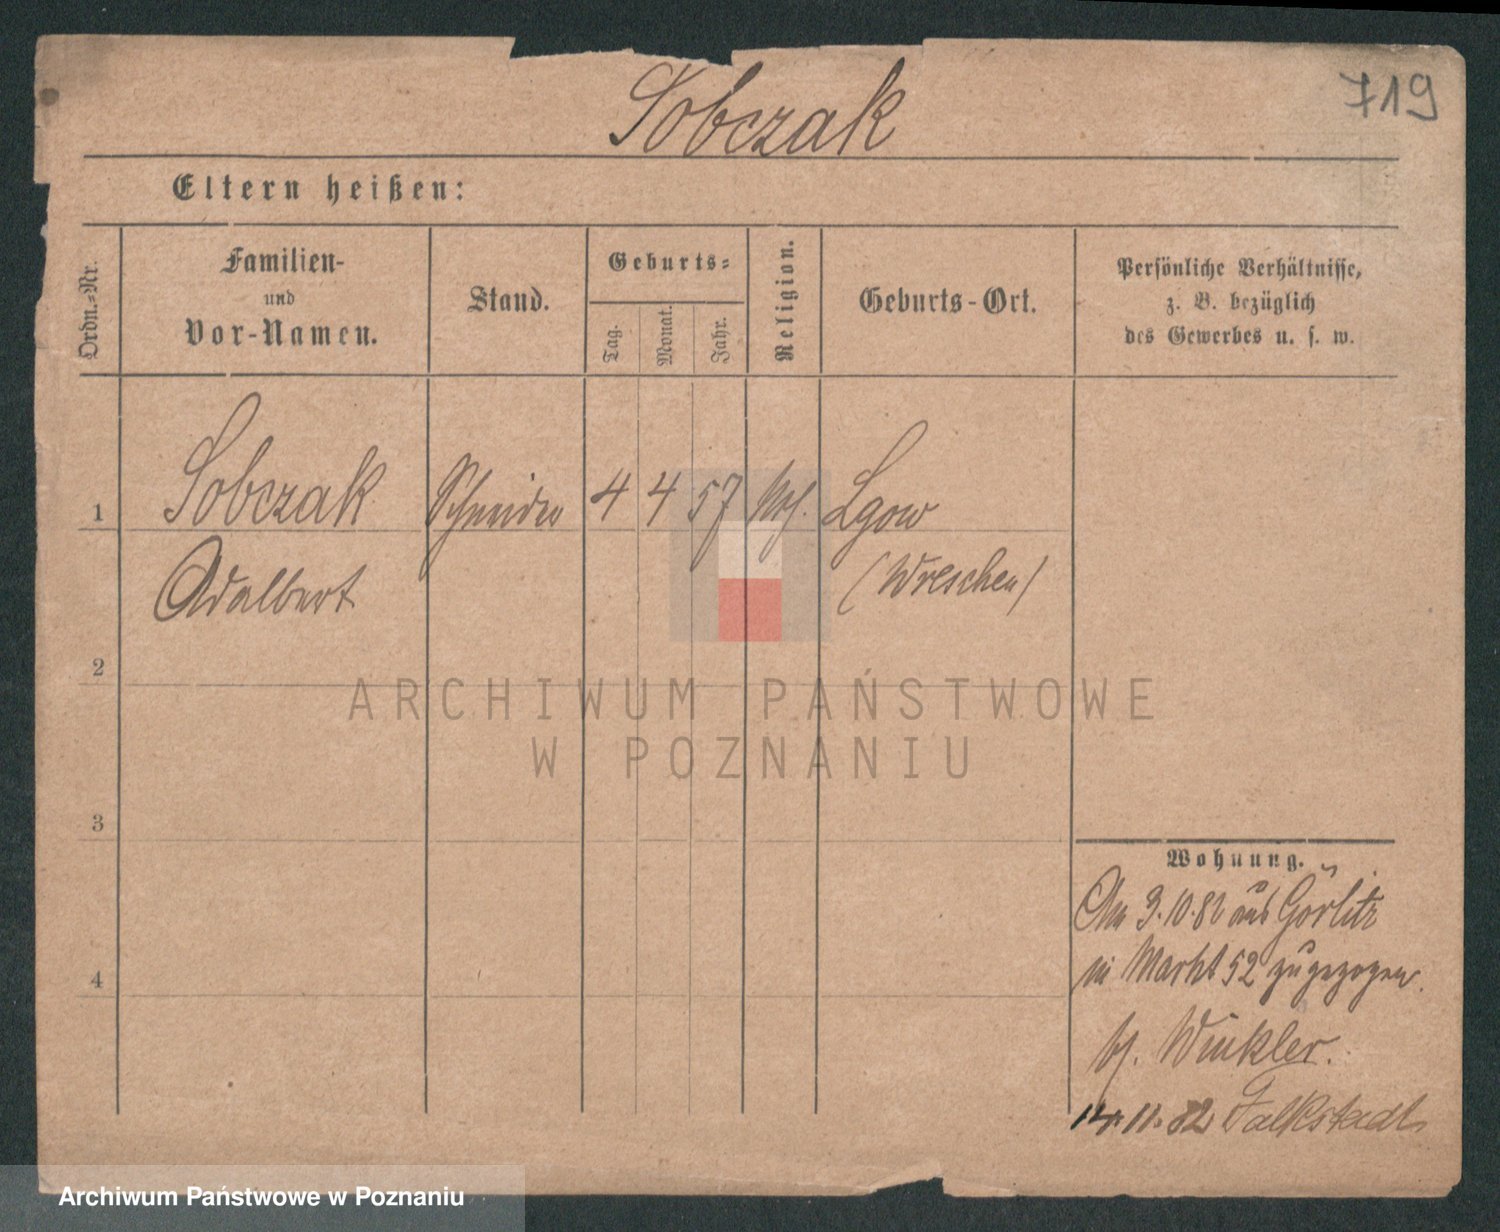 719
Sobczak
Eltern heißen:
Ordn.-Nr.
Familien-
und
Vor-Namen.
Stand.
Geburts-
Tag.
Monat.
Jahr.
Religion.
Geburts-Ort.
Persönliche Verhältnisse,
z. B. bezüglich
des Gewerbes u. s. w.
1 Sobczak Schneider 4 4 57 Lgow
Adalbert (Wreschen)
2
3
4
ARCHIWUM PAŃSTWOWE
W POZNANIU
Wohnung.
Am 3.10.82 aus Görlitz
in Markt 52 zugezogen.
b/. Winkler.
14.11.82 Falkstadt
Archiwum Państwowe w Poznaniu